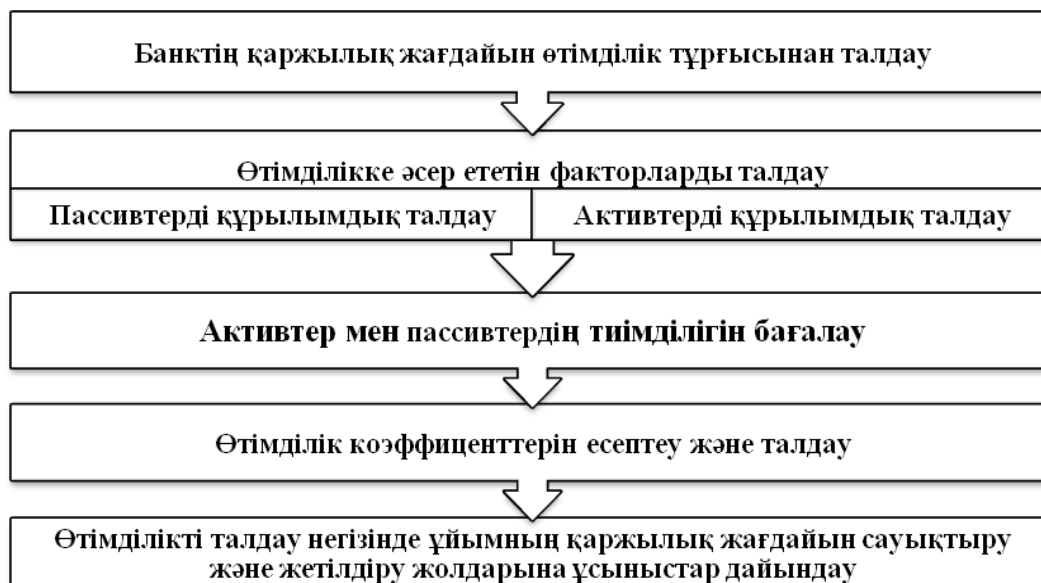 Банктің қаржылық жағдайын өтімділік тұрғысынан талдау
Өтімділікке әсер ететін факторларды талдау
Пассивтерді құрылымдық талдау
Активтерді құрылымдық талдау
Активтер мен пассивтердің тиімділігін бағалау
Өтімділік коэффиценттерін есептеу және талдау
Өтімділікті талдау негізінде ұйымның қаржылық жағдайын сауықтыру
және жетілдіру жолдарына ұсыныстар дайындау